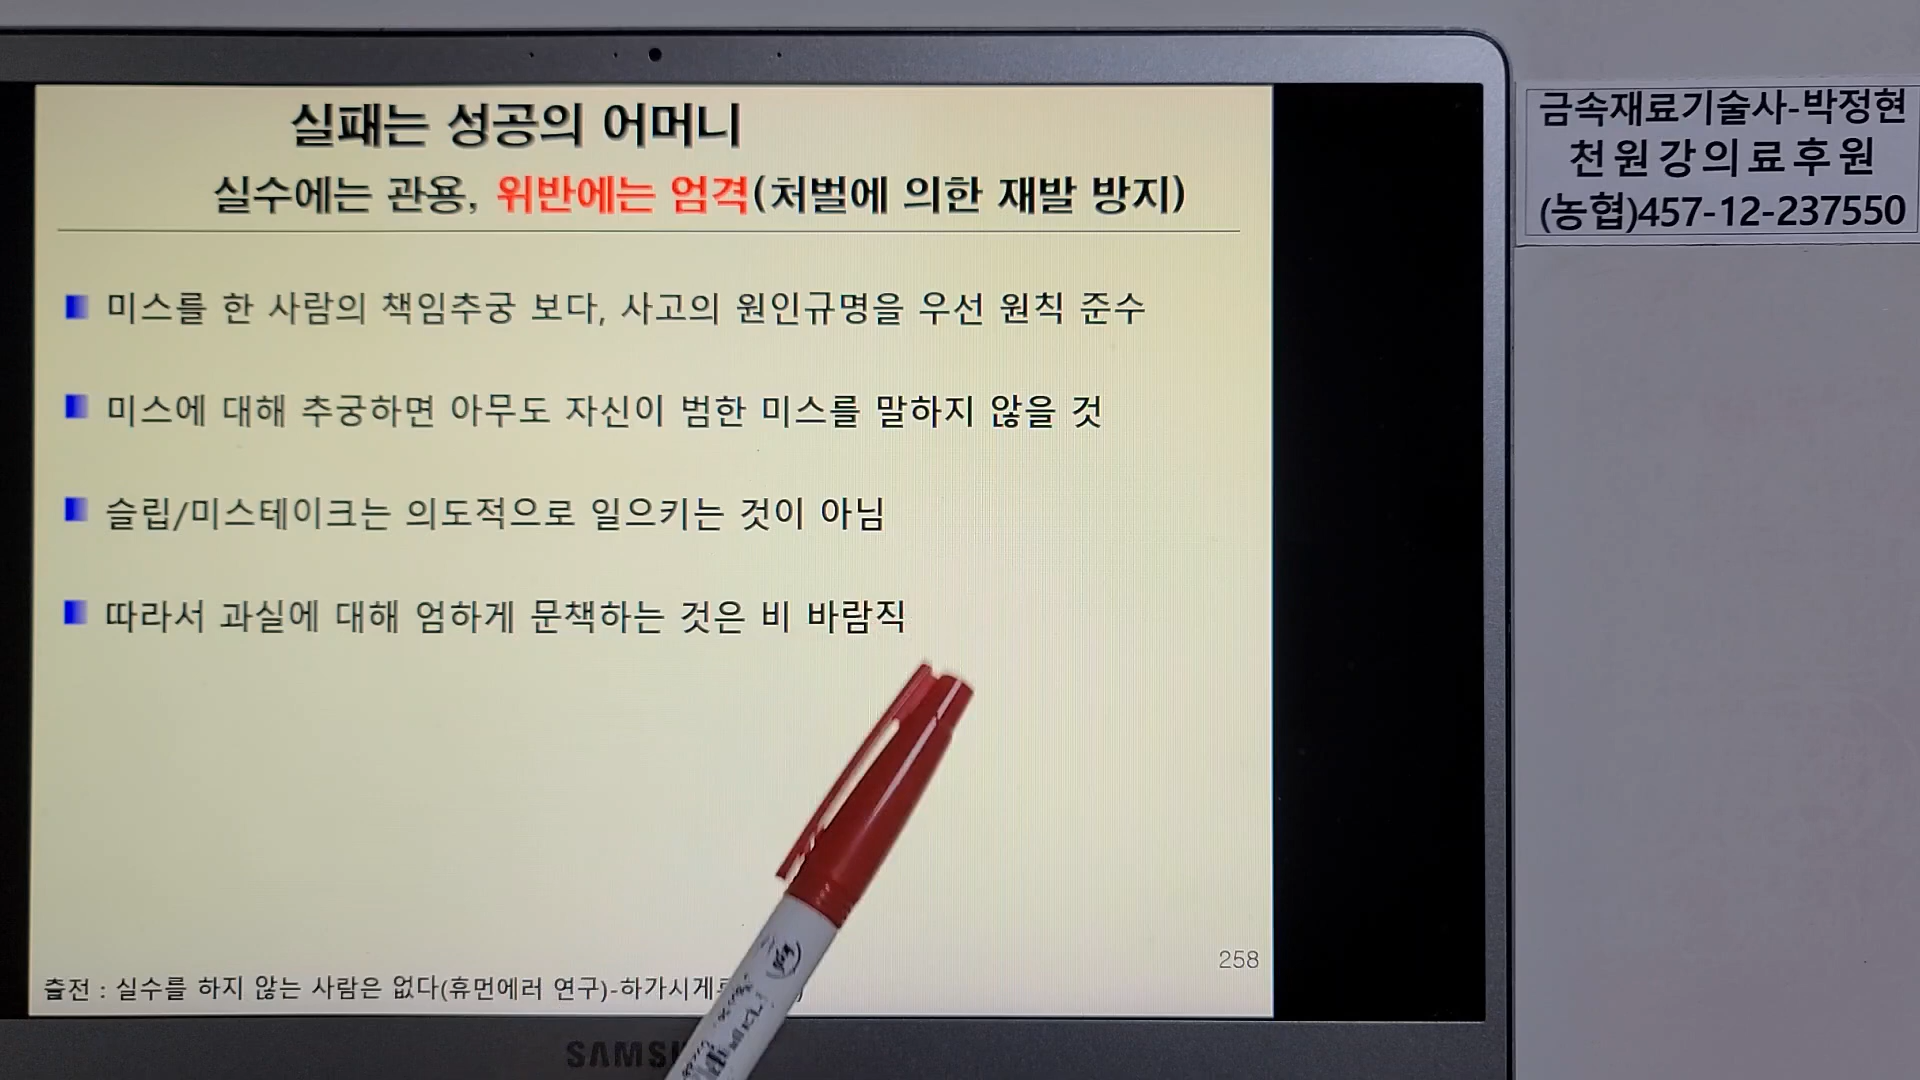 실패는 성공의 어머니
실수에는 관용, 위반에는 엄격(처벌에 의한 재발 방지)
미스를 한 사람의 책임추궁 보다, 사고의 원인규명을 우선 원칙 준수
미스에 대해 추궁하면 아무도 자신이 범한 미스를 말하지 않을 것
슬립/미스테이크는 의도적으로 일으키는 것이 아님
따라서 과실에 대해 엄하게 문책하는 것은 비 바람직
258
출전 : 실수를 하지 않는 사람은 없다(휴먼에러 연구)-하가시게
금속재료기술사-박정현
천원강의료후원
(농협)457-12-237550